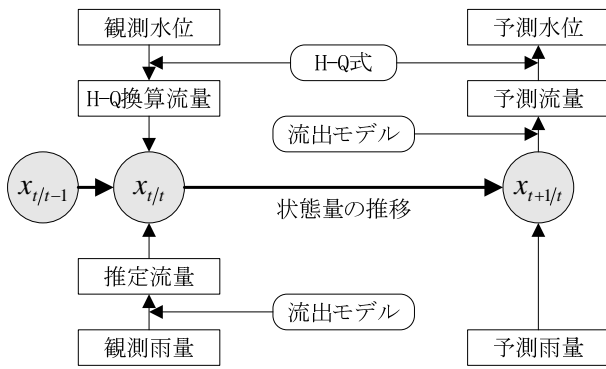 観測水位
予測水位
H-Q式
H-Q換算流量
予測流量
流出モデル
x_{t/t-1}
x_{t/t}
x_{t+1/t}
状態量の推移
推定流量
流出モデル
観測雨量
予測雨量